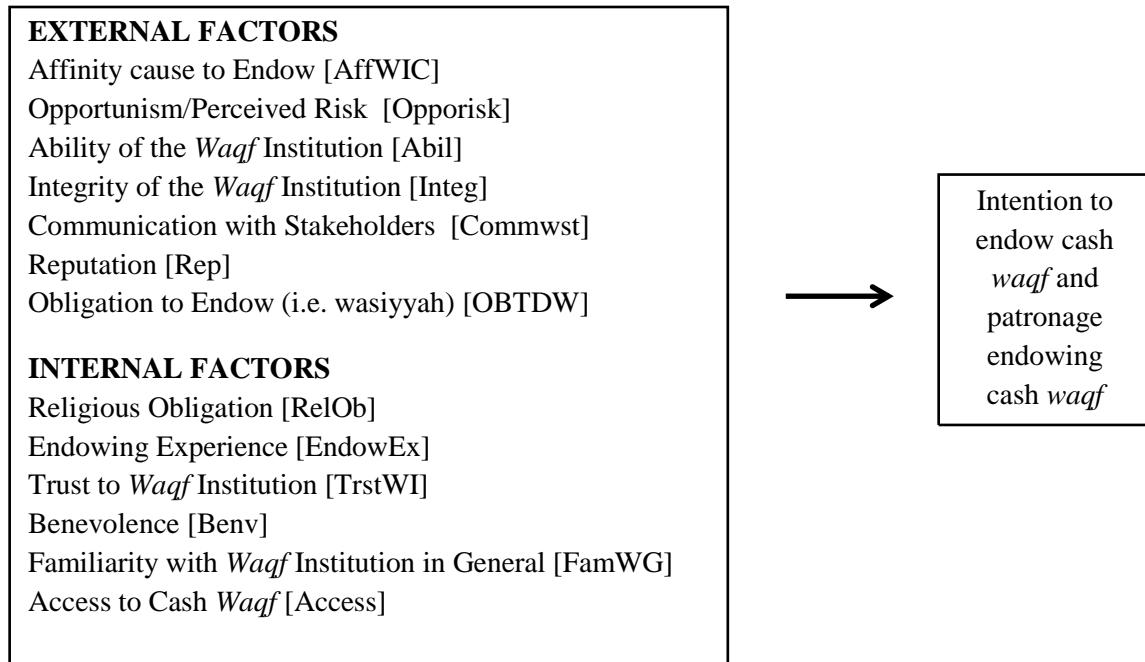 EXTERNAL FACTORS
Affinity cause to Endow [AffWIC]
Opportunism/Perceived Risk [Opporisk]
Ability of the Waqf Institution [Abil]
Integrity of the Waqf Institution [Integ]
Communication with Stakeholders [Commwst]
Reputation [Rep]
Obligation to Endow (i.e. wasiyyah) [OBTDW]
INTERNAL FACTORS
Religious Obligation [RelOb]
Endowing Experience [EndowEx]
Trust to Waqf Institution [TrstWI]
Benevolence [Benv]
Familiarity with Waqf Institution in General [FamWG]
Access to Cash Waqf [Access]
Intention to
endow cash
waqf and
patronage
endowing
cash waqf